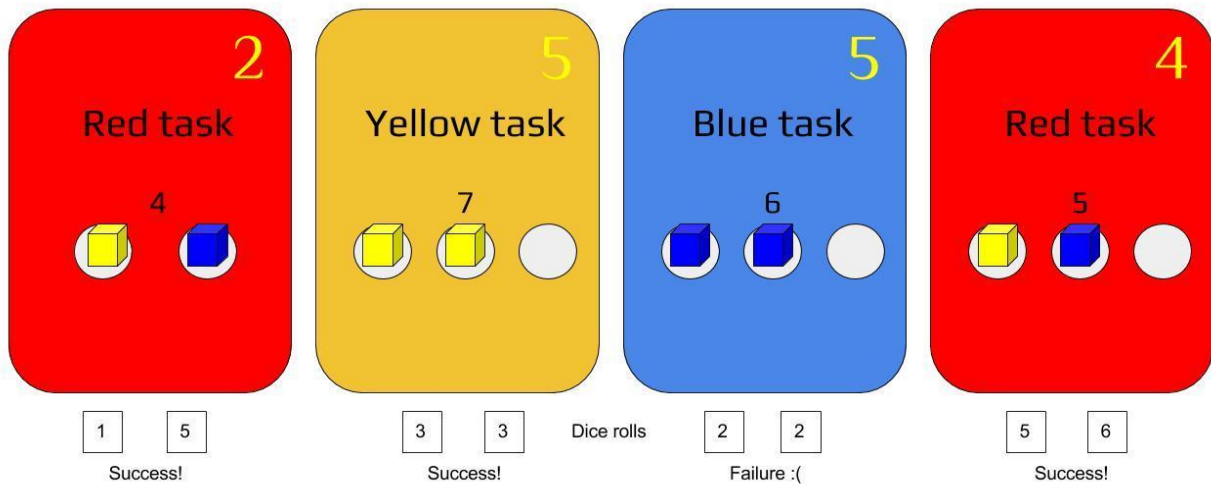 2
Red task
4
5
Yellow task
7
5
Blue task
6
4
Red task
5
1 5
3 3
Dice rolls
2 2
5 6
Success!
Success!
Failure :(
Success!